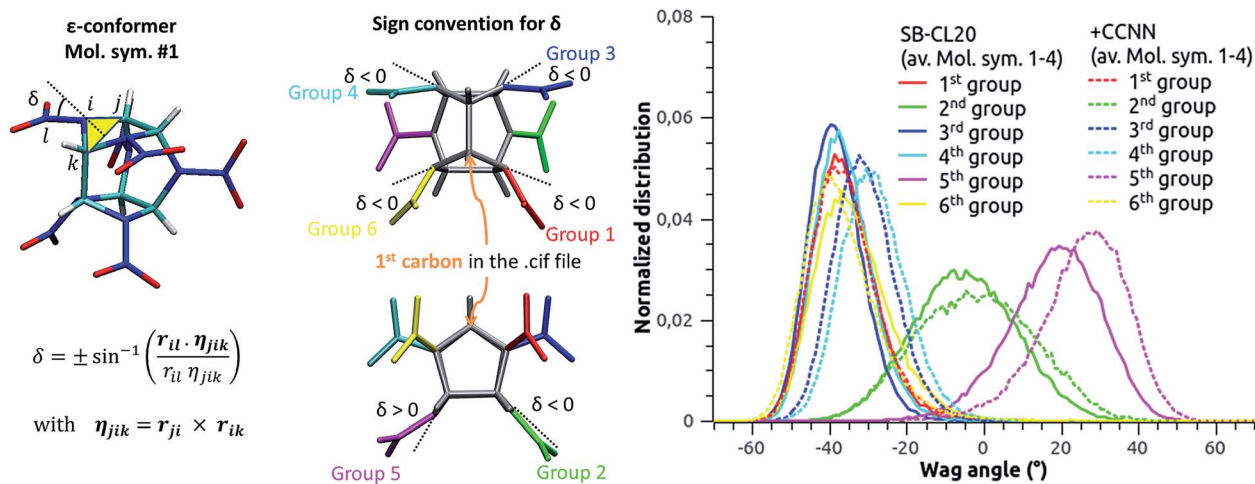 ε-conformer
Mol. sym. #1
δ
i
j
l
k
δ = ± sin⁻¹ ( r_il . η_jik / r_il η_jik )
with η_jik = r_ji × r_ik
Sign convention for δ
Group 3
δ < 0
δ < 0
Group 4
δ < 0
δ < 0
Group 6
Group 1
1st carbon in the .cif file
δ > 0
δ < 0
Group 5
Group 2
0,08
0,06
0,04
0,02
0
Normalized distribution
SB-CL20
(av. Mol. sym. 1-4)
1st group
2nd group
3rd group
4th group
5th group
6th group
+CCNN
(av. Mol. sym. 1-4)
1st group
2nd group
3rd group
4th group
5th group
6th group
-60 -40 -20 0 20 40 60
Wag angle (°)